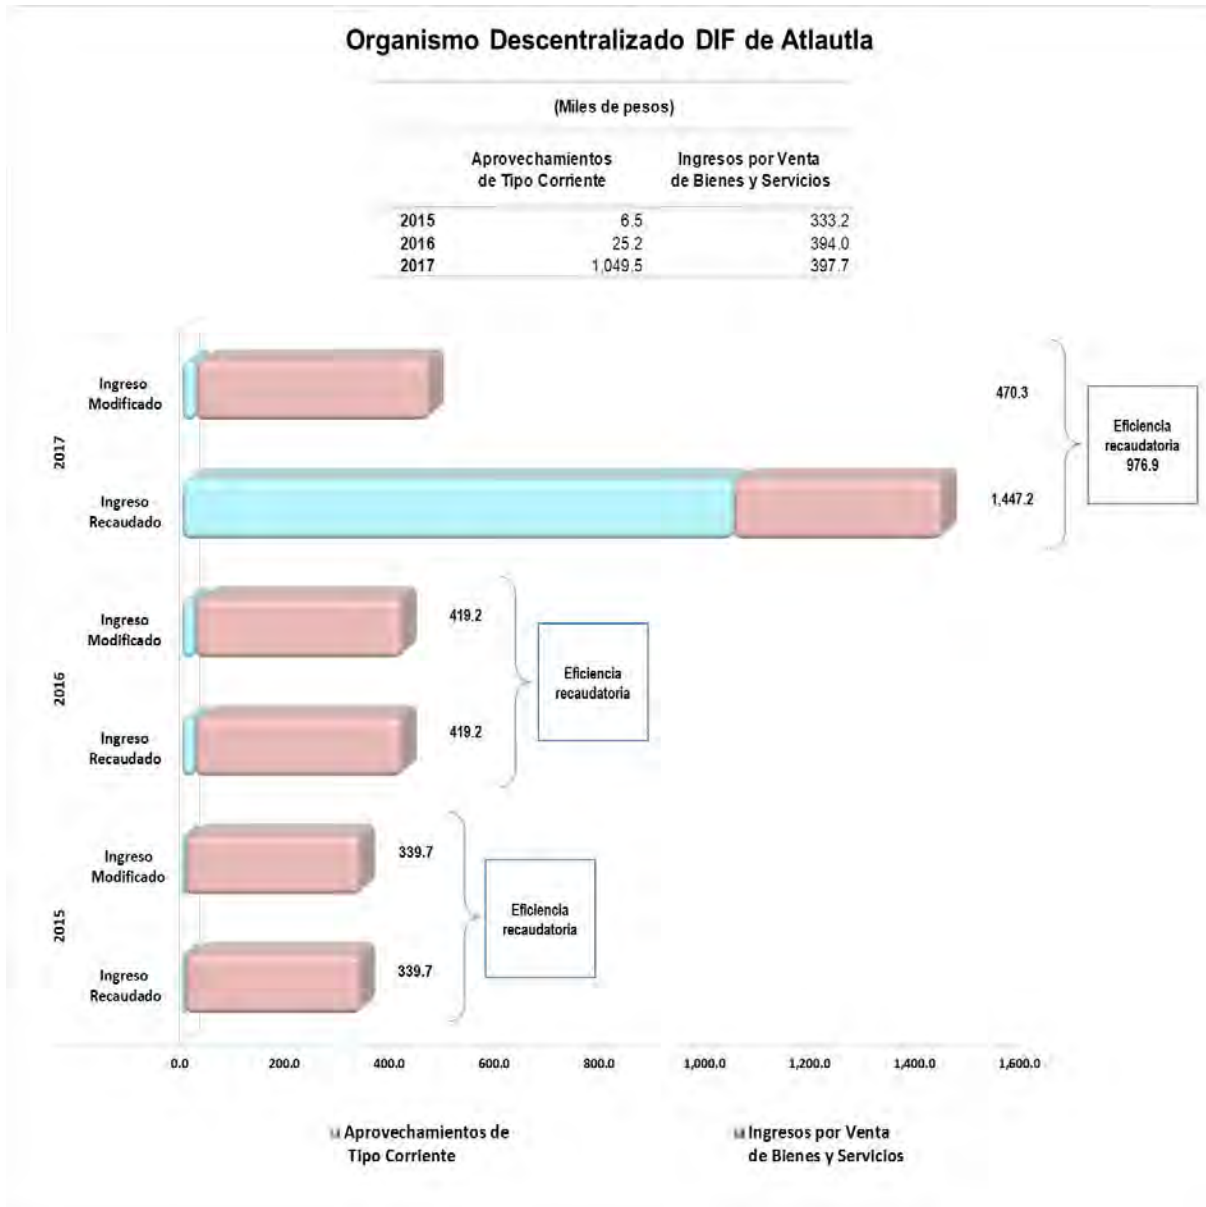 Organismo Descentralizado DIF de Atlautla
(Miles de pesos)
Aprovechamientos Ingresos por Venta
de Tipo Corriente de Bienes y Servicios
2015 6.5 333.2
2016 25.2 394.0
2017 1,049.5 397.7
2017
Ingreso
Modificado
470.3
Ingreso
Recaudado
1,447.2
Eficiencia
recaudatoria
976.9
2016
Ingreso
Modificado
419.2
Ingreso
Recaudado
419.2
Eficiencia
recaudatoria
2015
Ingreso
Modificado
339.7
Ingreso
Recaudado
339.7
Eficiencia
recaudatoria
0.0 200.0 400.0 600.0 800.0 1,000.0 1,200.0 1,400.0 1,600.0
Aprovechamientos de
Tipo Corriente
Ingresos por Venta
de Bienes y Servicios